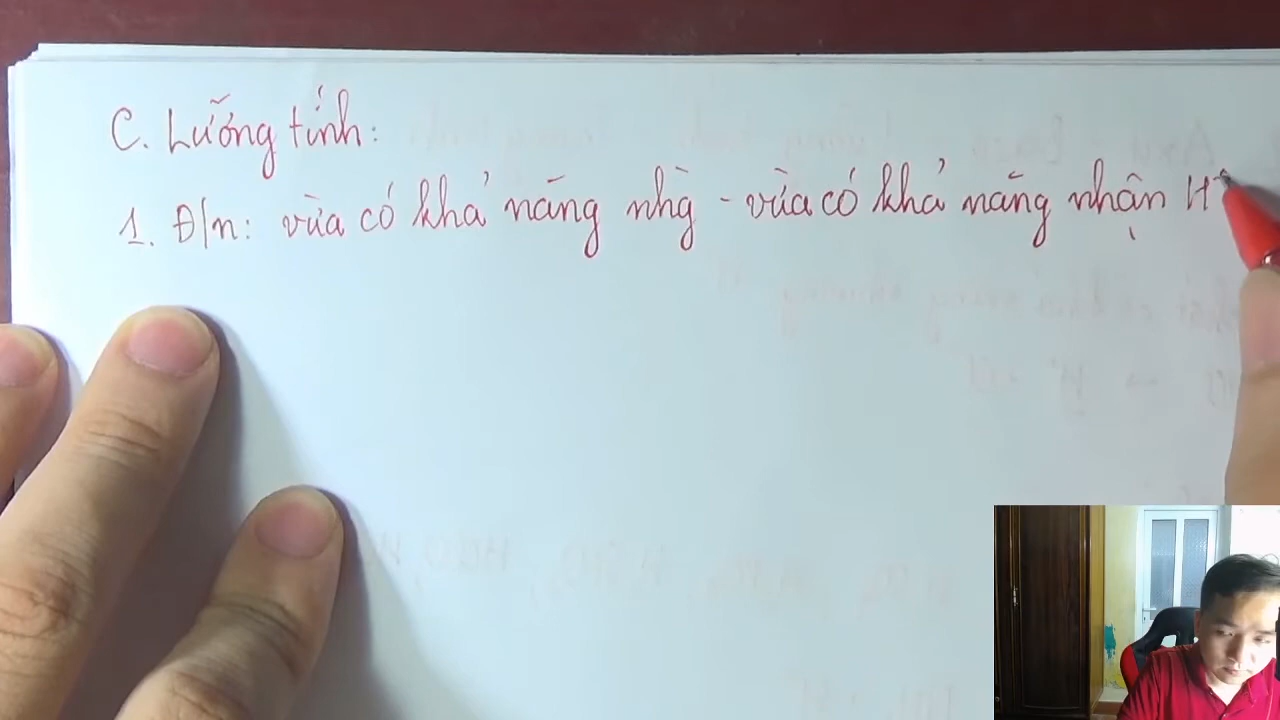 C. Lưỡng tính:
1. Đ/n: vừa có khả năng nhg̀ - vừa có khả năng nhận H⁺